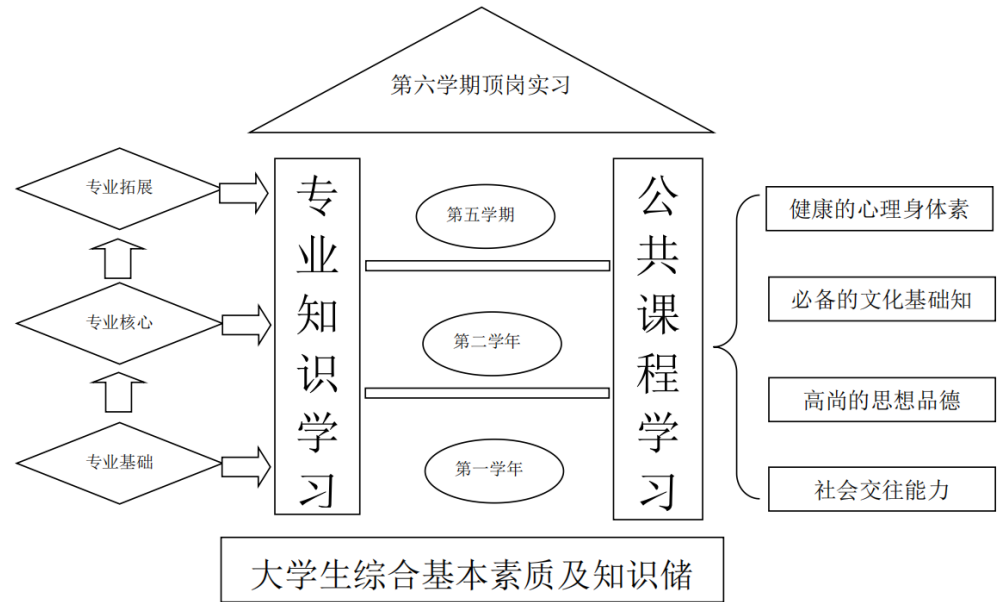 第六学期顶岗实习
专业拓展
专业核心
专业基础
专业知识学习
第五学期
第二学年
第一学年
公共课程学习
健康的心理身体素
必备的文化基础知
高尚的思想品德
社会交往能力
大学生综合基本素质及知识储